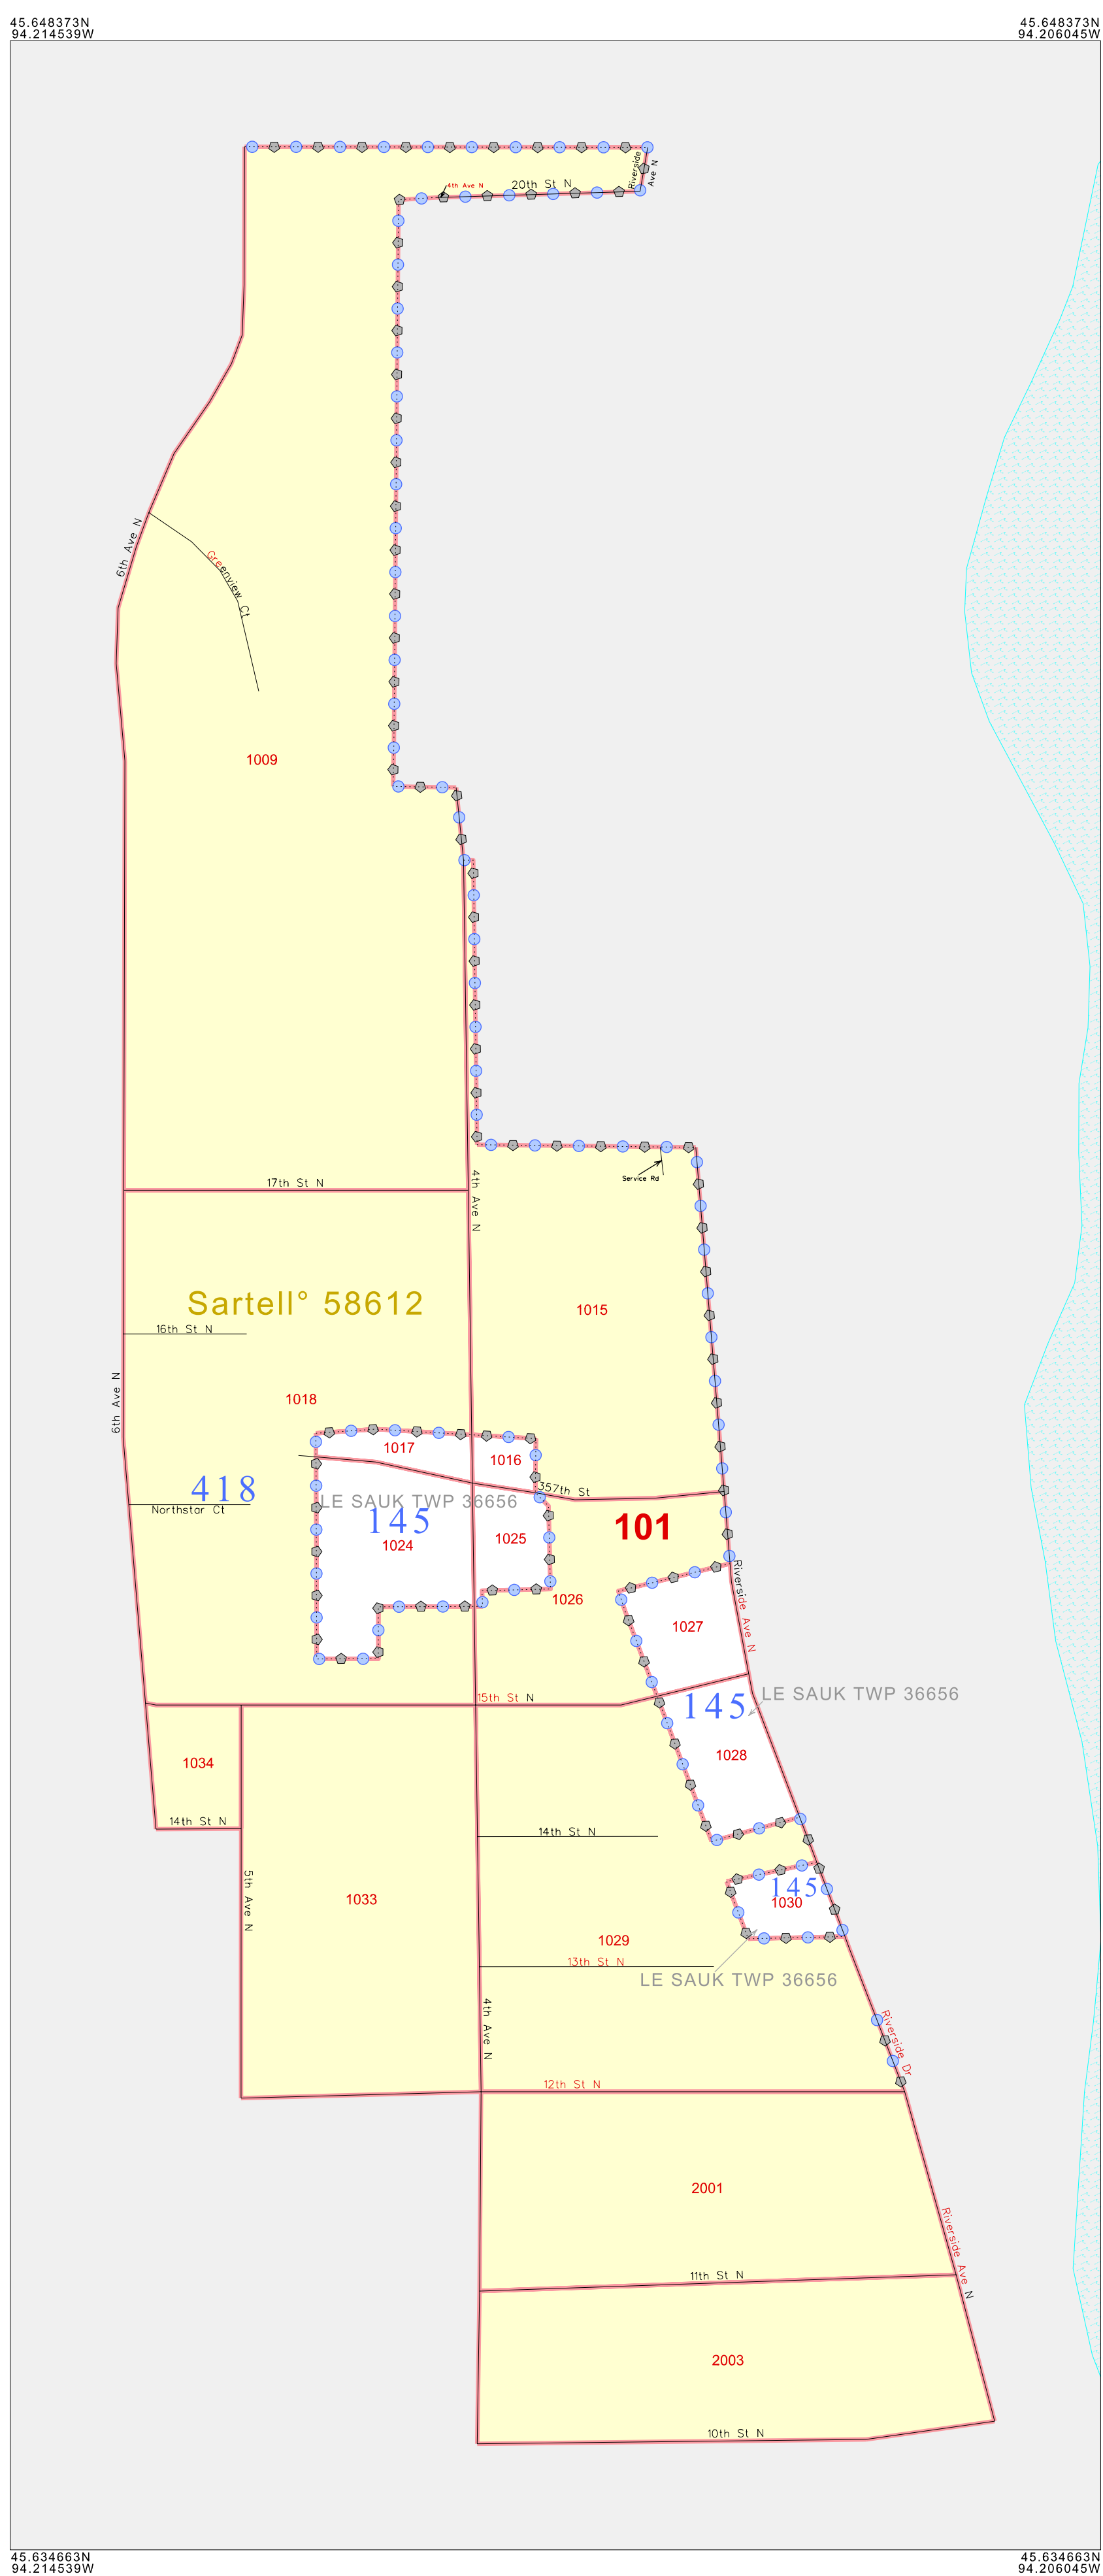 45.648373N
94.214539W
45.648373N
94.206045W
Riverside
Ave N
4th Ave N
20th St N
6th Ave N
Greenview Ct
1009
17th St N
4th Ave N
Service Rd
Sartell° 58612
1015
16th St N
6th Ave N
1018
1017
1016
418
Northstar Ct
LE SAUK TWP 36656
357th St
145
1024
1025
101
1026
Riverside Ave N
1027
15th St N
145
LE SAUK TWP 36656
1028
1034
14th St N
14th St N
5th Ave N
1033
145
1030
1029
13th St N
LE SAUK TWP 36656
4th Ave N
Riverside Dr
12th St N
2001
Riverside Ave N
11th St N
2003
10th St N
45.634663N
94.214539W
45.634663N
94.206045W